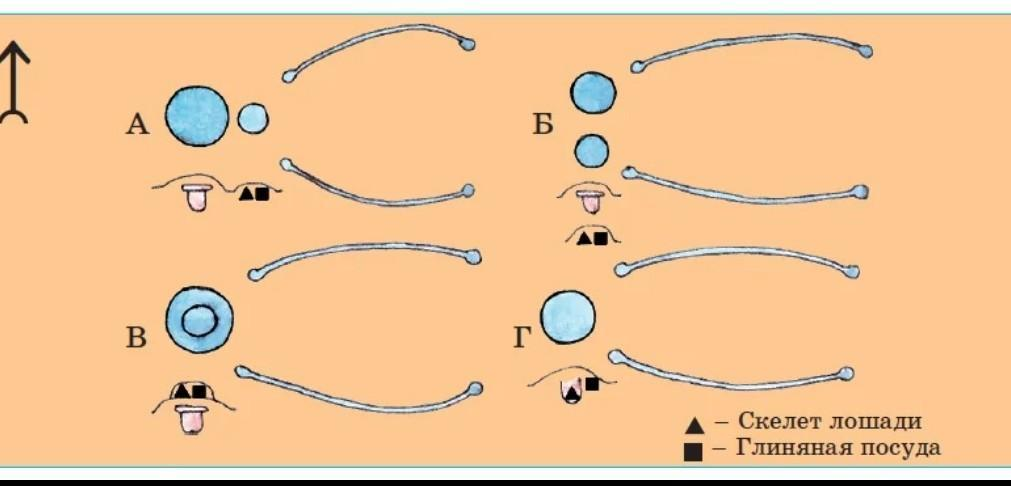 А
Б
В
Г
– Скелет лошади
– Глиняная посуда